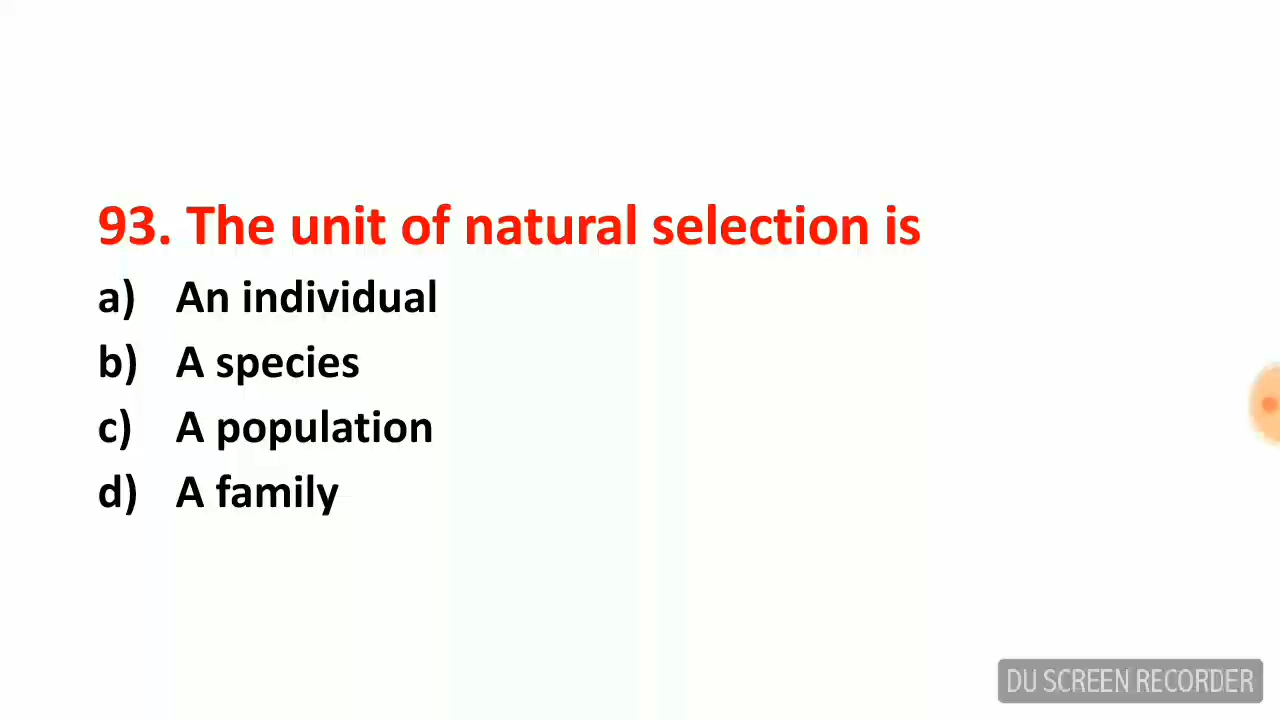 93. The unit of natural selection is
a) An individual
b) A species
c) A population
d) A family
DU SCREEN RECORDER